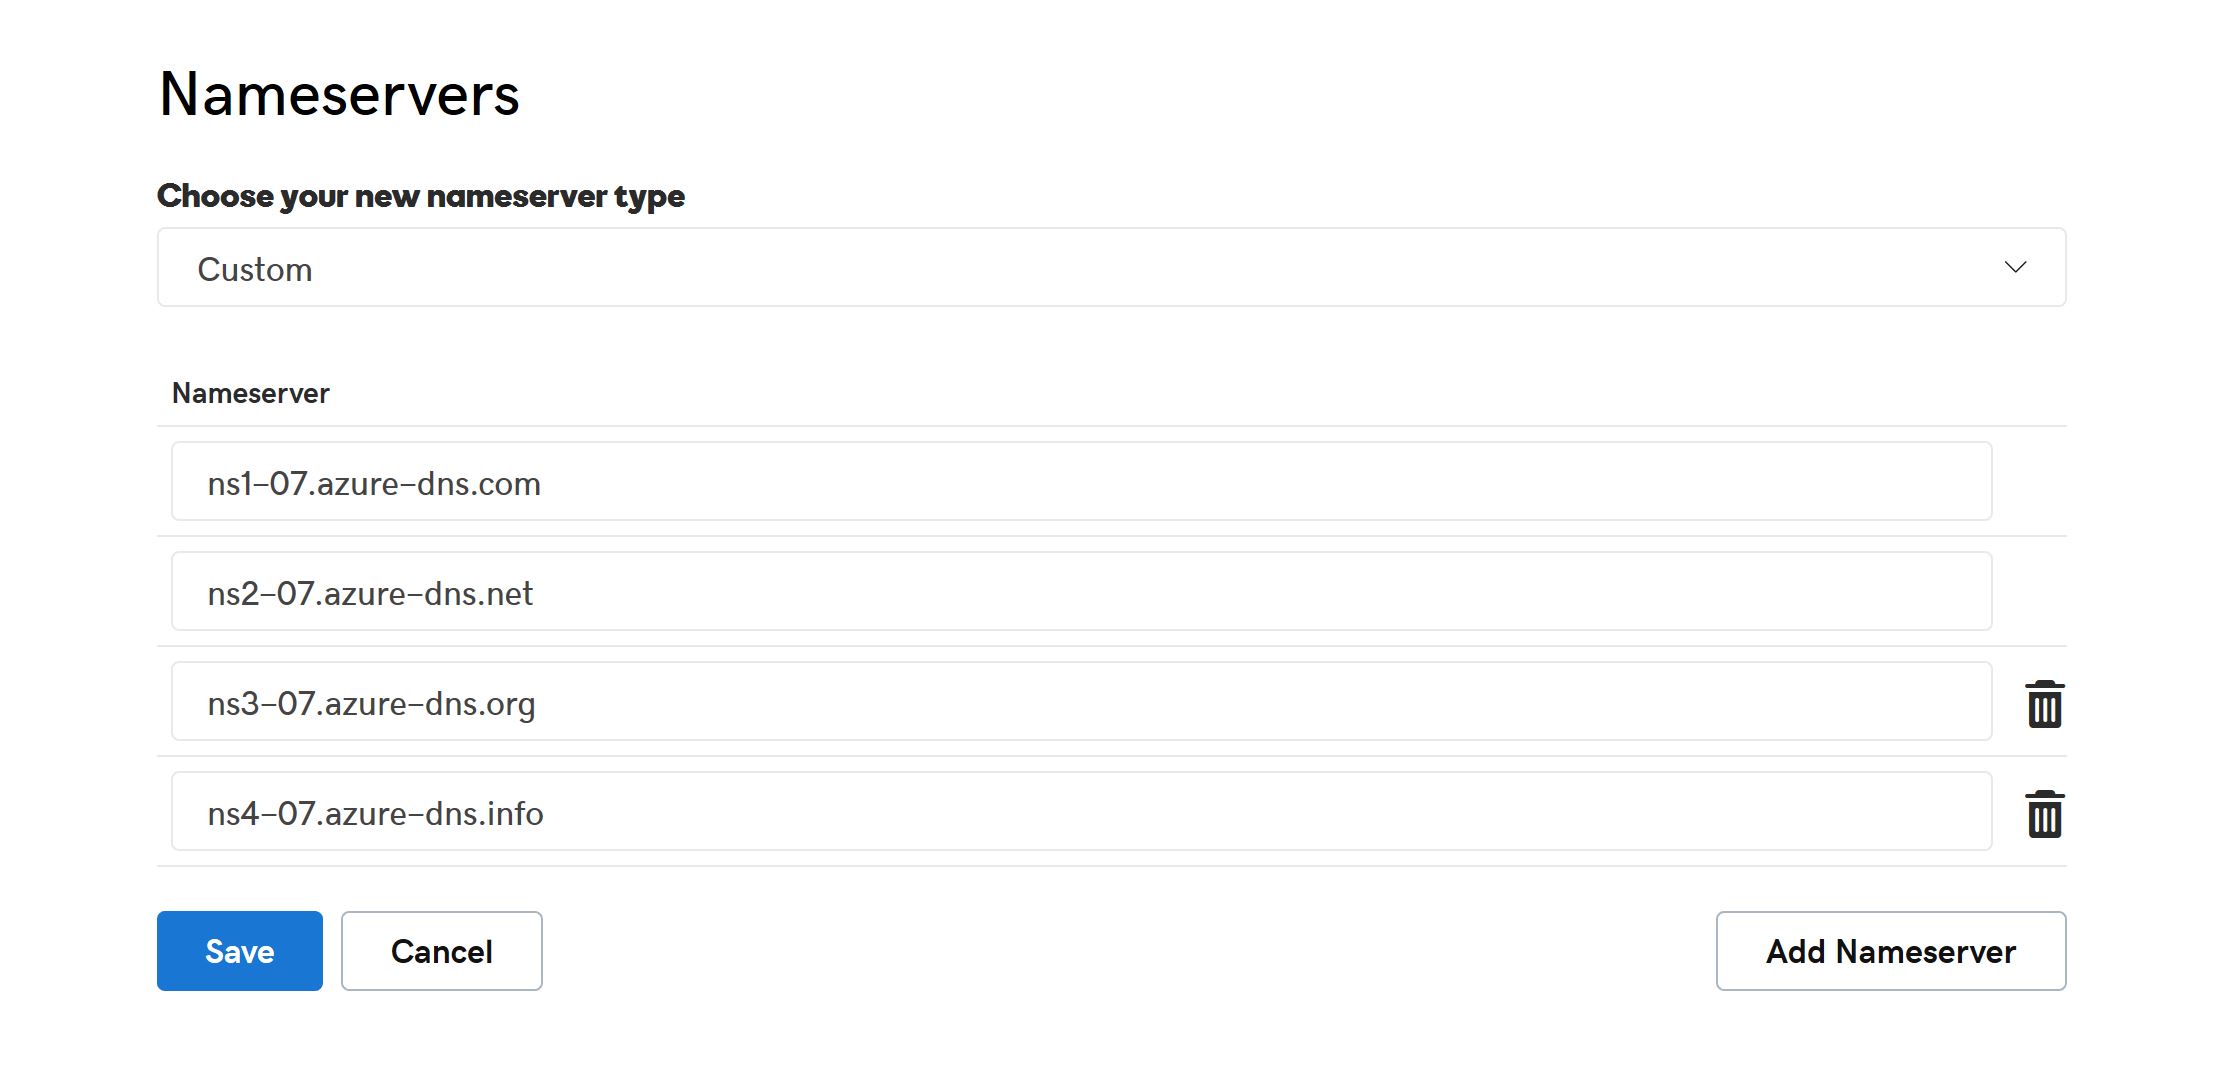 Nameservers
Choose your new nameserver type
Custom
Nameserver
ns1-07.azure-dns.com
ns2-07.azure-dns.net
ns3-07.azure-dns.org
ns4-07.azure-dns.info
Save Cancel Add Nameserver